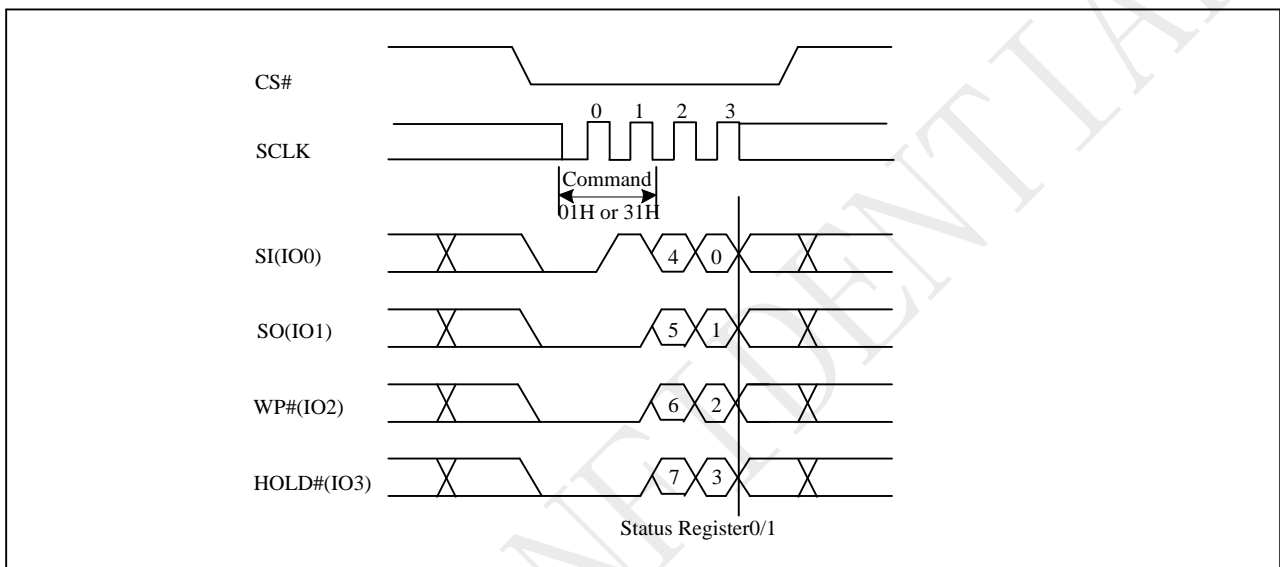 CS#
0 1 2 3
SCLK
Command
01H or 31H
SI(IO0) 4 0
SO(IO1) 5 1
WP#(IO2) 6 2
HOLD#(IO3) 7 3
Status Register0/1
NFIDENTIA